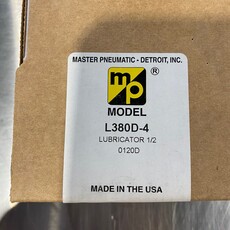 MASTER PNEUMATIC - DETROIT, INC.
mp ®
MODEL
L380D-4
LUBRICATOR 1/2
0120D
MADE IN THE USA